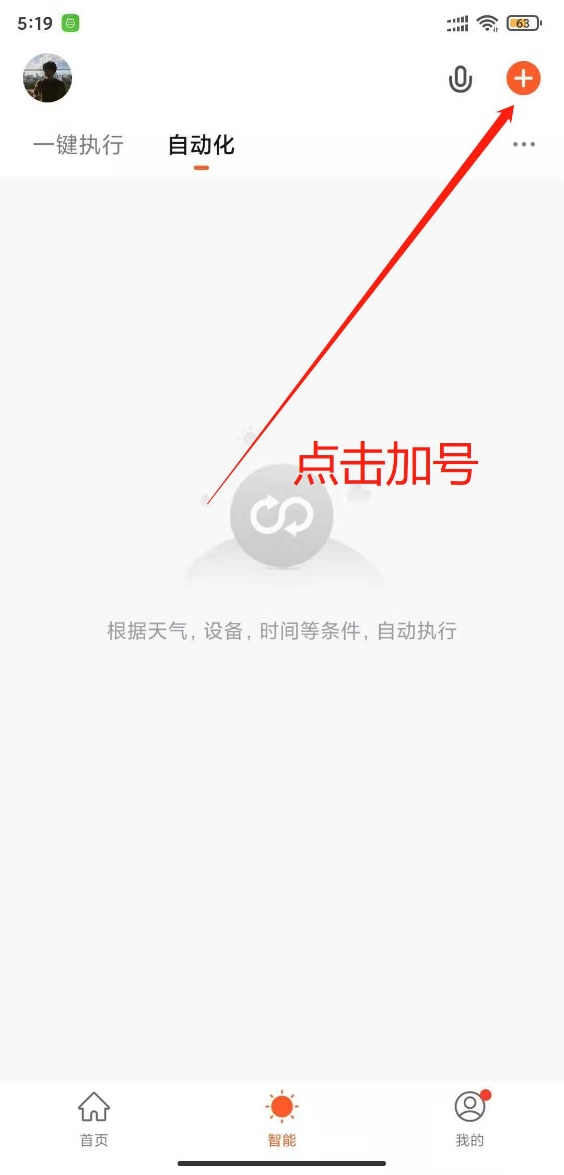 5:19
63
一键执行
自动化
点击加号
根据天气, 设备, 时间等条件, 自动执行
首页
智能
我的